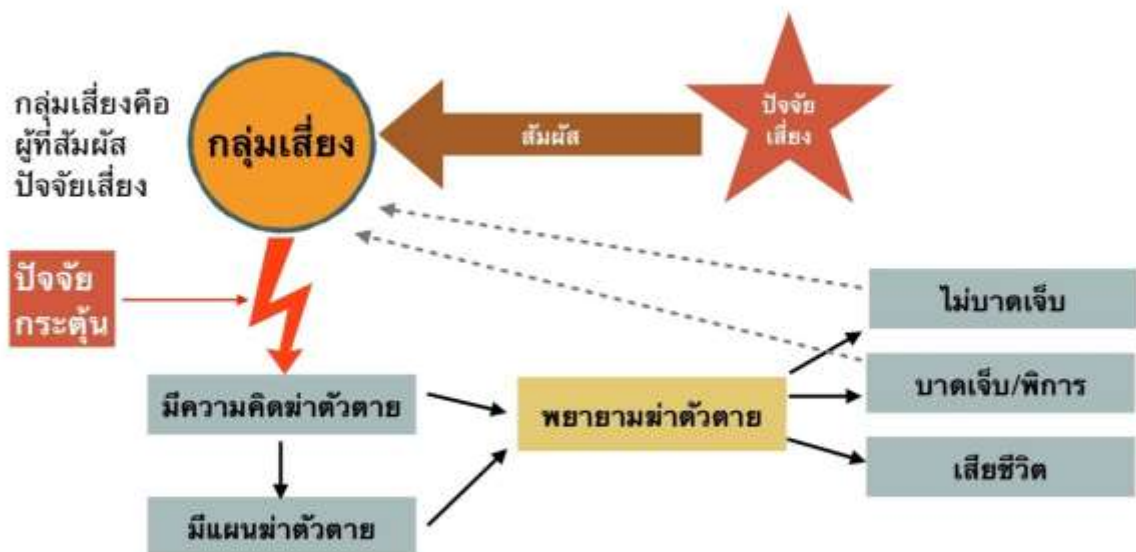 กลุ่มเสี่ยงคือ
ผู้ที่สัมผัส
ปัจจัยเสี่ยง
กลุ่มเสี่ยง
สัมผัส
ปัจจัย
เสี่ยง
ปัจจัย
กระตุ้น
มีความคิดฆ่าตัวตาย
มีแผนฆ่าตัวตาย
พยายามฆ่าตัวตาย
ไม่บาดเจ็บ
บาดเจ็บ/พิการ
เสียชีวิต